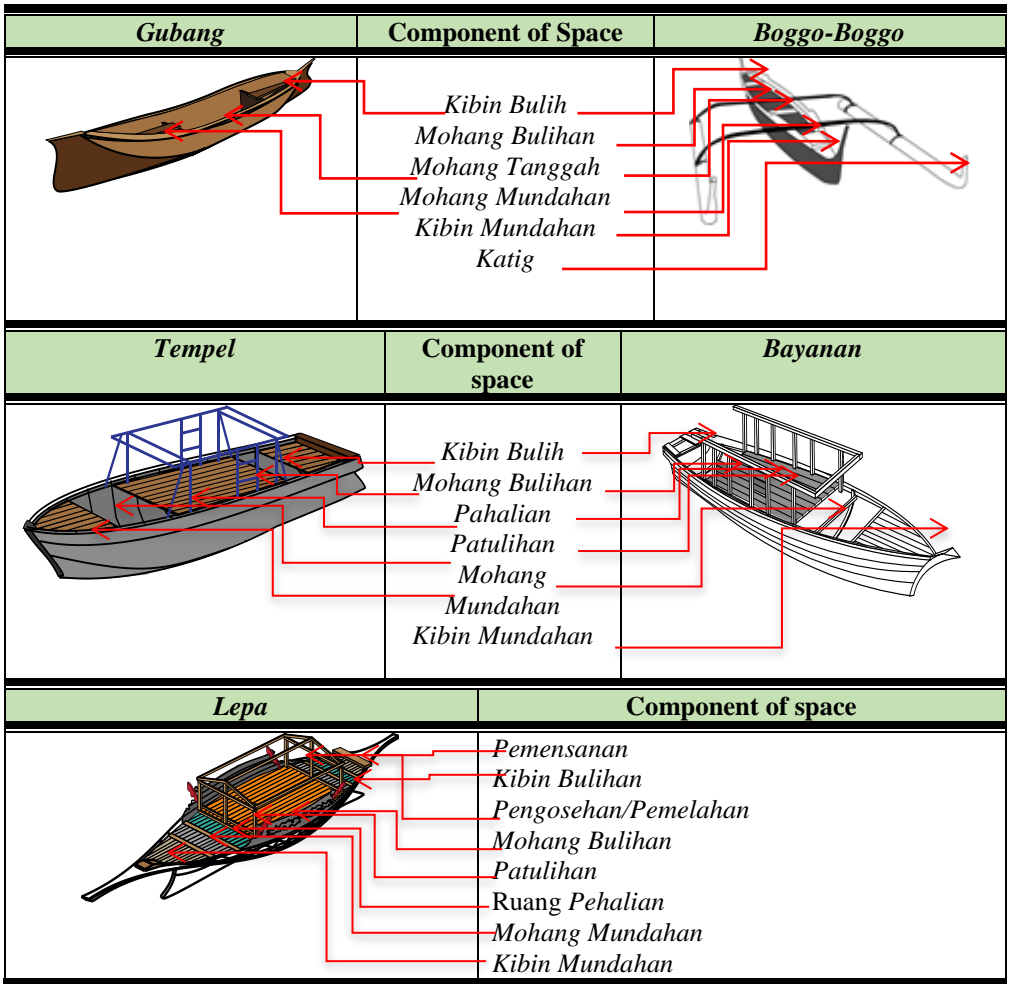 Gubang
Component of Space
Boggo-Boggo
Kibin Bulih
Mohang Bulihan
Mohang Tanggah
Mohang Mundahan
Kibin Mundahan
Katig
Tempel
Component of
space
Bayanan
Kibin Bulih
Mohang Bulihan
Pahalian
Patulihan
Mohang
Mundahan
Kibin Mundahan
Lepa
Component of space
Pemensanan
Kibin Bulihan
Pengosehan/Pemelahan
Mohang Bulihan
Patulihan
Ruang Pehalian
Mohang Mundahan
Kibin Mundahan